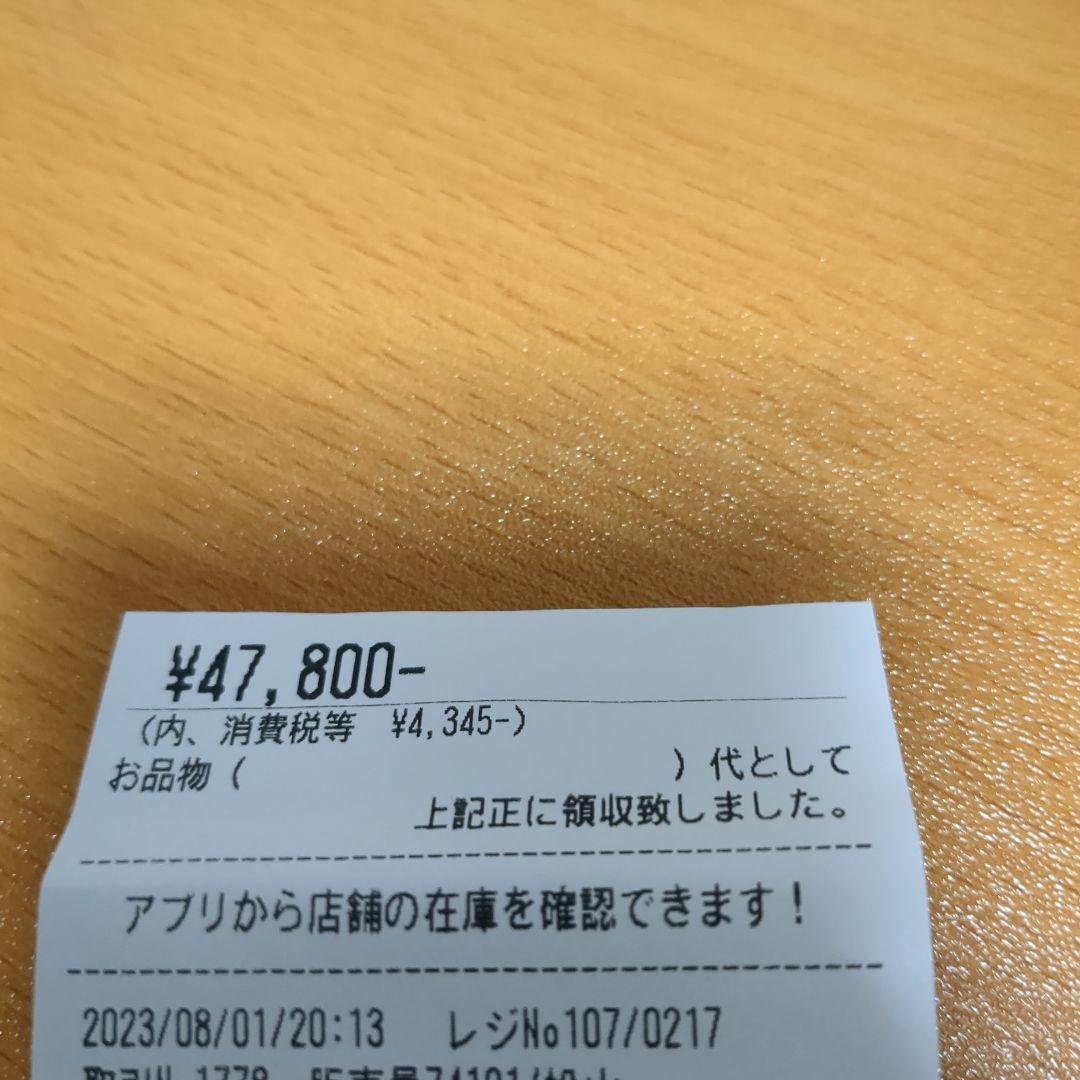 ¥47,800-
(内、消費税等 ¥4,345-)
お品物( )代として
上記正に領収致しました。
アプリから店舗の在庫を確認できます!
2023/08/01/20:13 レジNo107/0217